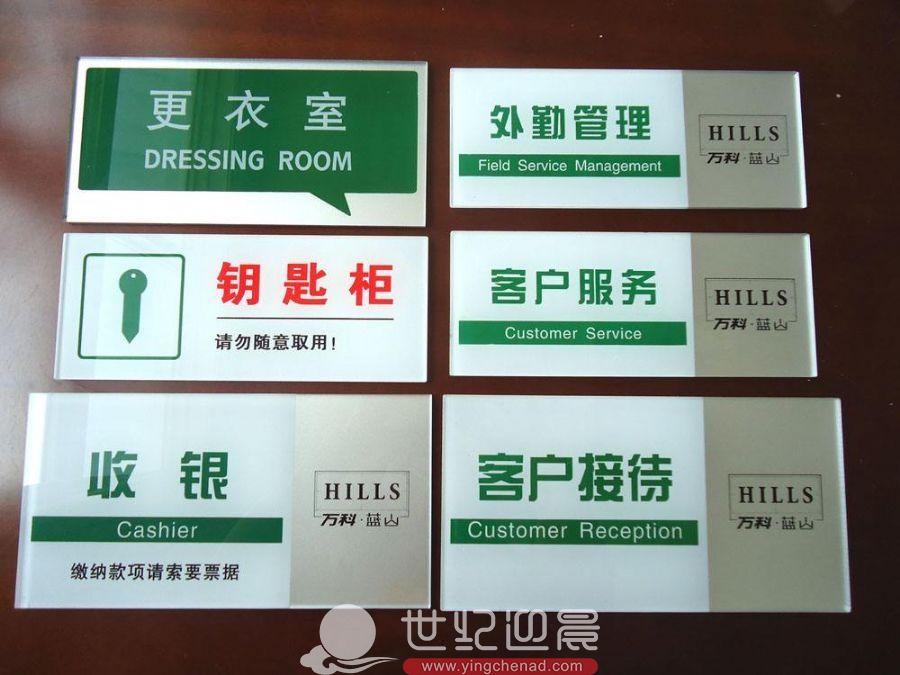 更衣室
DRESSING ROOM
外勤管理
Field Service Management
HILLS
万科·蓝山
钥匙柜
请勿随意取用!
客户服务
Customer Service
HILLS
万科·蓝山
收银
Cashier
缴纳款项请索要票据
HILLS
万科·蓝山
客户接待
Customer Reception
HILLS
万科·蓝山
世纪迎晨
www.yingchenad.com